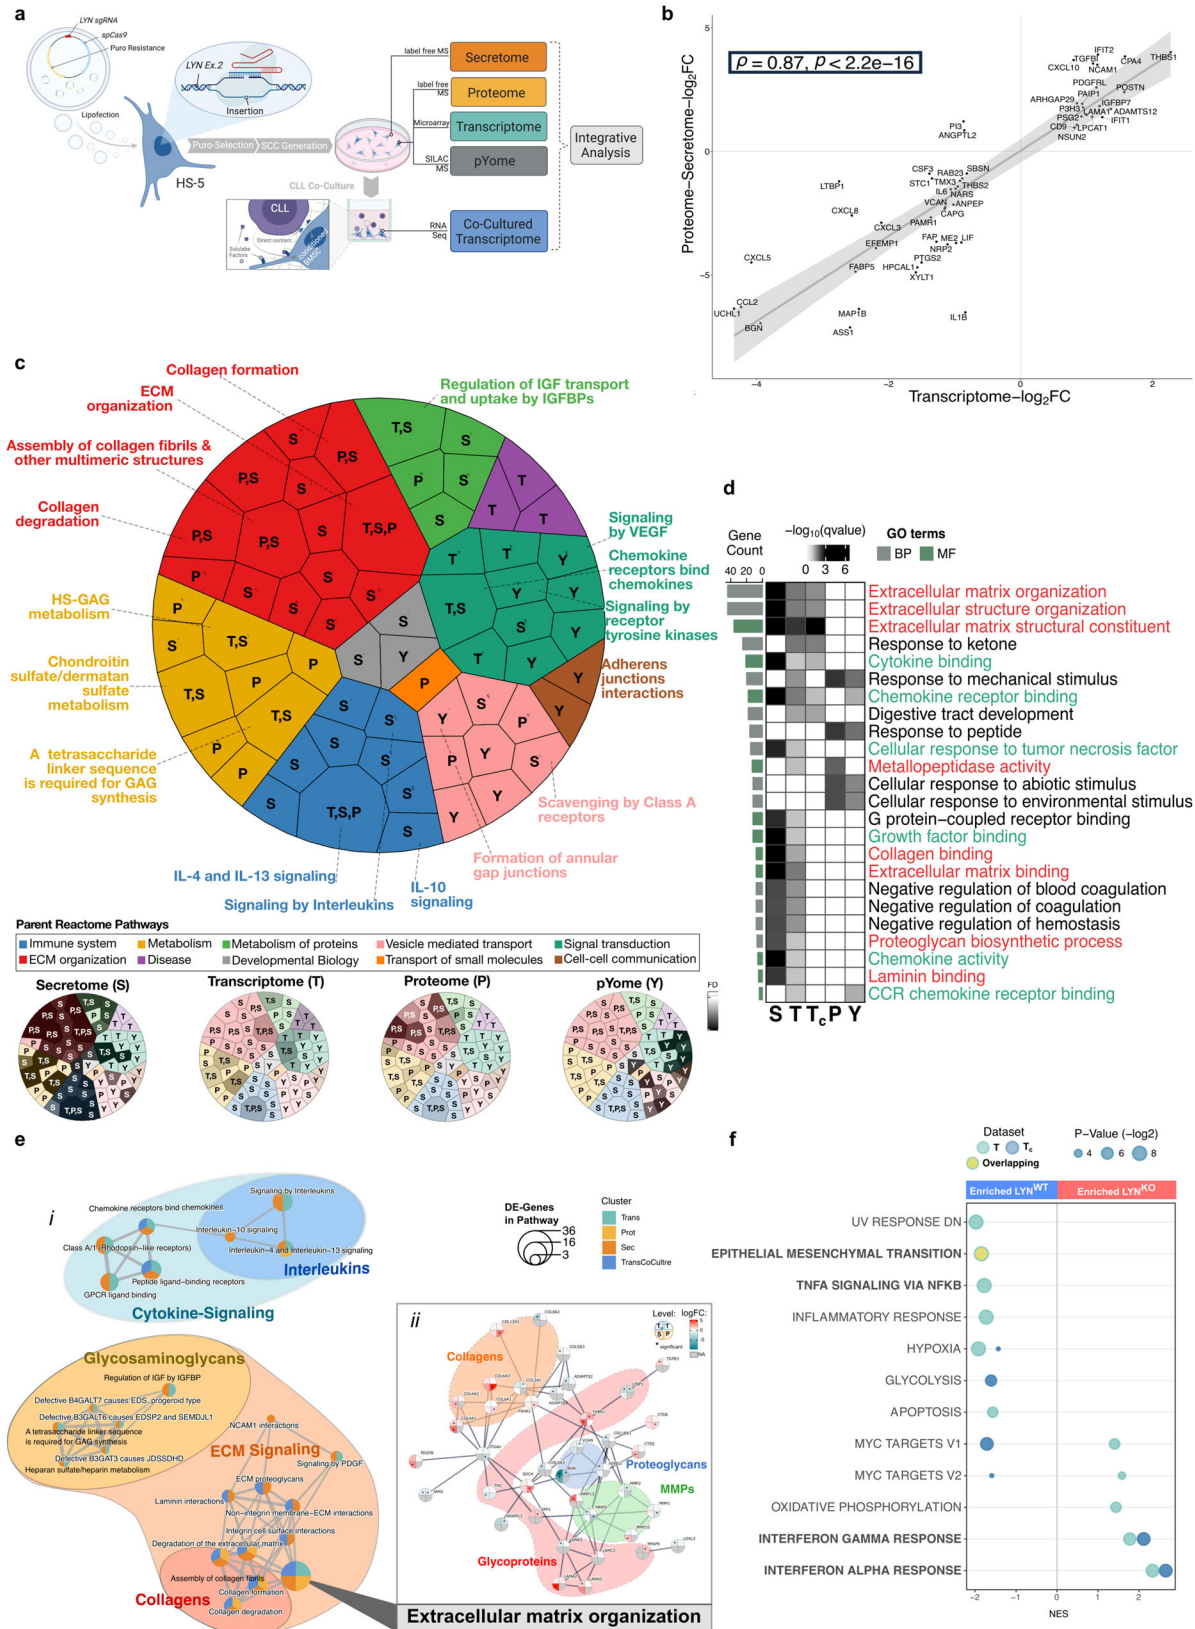 a
LYN sgRNA
spCas9
Puro Resistance
LYN Ex.2
Insertion
Lipofection
HS-5
Puro-Selection
SCC Generation
label free MS
Secretome
label free
MS
Proteome
Microarray
Transcriptome
SILAC
MS
pYome
Integrative
Analysis
CLL Co-Culture
RNA
Seq
Co-Cultured
Transcriptome
CLL
Direct contact
Solulabe
Factors
conditioned
BMSC
b
ρ = 0.87, p < 2.2e−16
Proteome−Secretome−log2FC
5
0
−5
IFIT2
TGFBI
CXCL10
NCAM1
CPA4
THBS1
PDGFRL
POSTN
PAIP1
ARHGAP29
IGFBP7
P3H3
LAMA1
ADAMTS12
PSG2
IFIT1
CD9
LPCAT1
NSUN2
PI3
ANGPTL2
CSF3
RAB23
SBSN
STC1
TMX3
THBS2
IL6
NARS
LTBP1
VCAN
ANPEP
CXCL8
CAPG
PAMR1
CXCL3
FAP
ME2
LIF
EFEMP1
NRP2
CXCL5
PTGS2
FABP5
HPCAL1
XYLT1
CCL2
UCHL1
BGN
MAP1B
IL1B
ASS1
−4
−2
0
2
Transcriptome−log2FC
c
Collagen formation
ECM
organization
Assembly of collagen fibrils &
other multimeric structures
Collagen
degradation
HS-GAG
metabolism
Chondroitin
sulfate/dermatan
sulfate
metabolism
A tetrasaccharide
linker sequence
is required for GAG
synthesis
Regulation of IGF transport
and uptake by IGFBPs
Signaling
by VEGF
Chemokine
receptors bind
chemokines
Signaling by
receptor
tyrosine kinases
Adherens
junctions
interactions
Scavenging by Class A
receptors
Formation of annular
gap junctions
IL-4 and IL-13 signaling
Signaling by Interleukins
IL-10
signaling
Parent Reactome Pathways
Immune system
Metabolism
Metabolism of proteins
Vesicle mediated transport
Signal transduction
ECM organization
Disease
Developmental Biology
Transport of small molecules
Cell-cell communication
Secretome (S)
Transcriptome (T)
Proteome (P)
pYome (Y)
FD
d
Gene
Count
40 20 0
−log10(qvalue)
0 3 6
GO terms
BP
MF
Extracellular matrix organization
Extracellular structure organization
Extracellular matrix structural constituent
Response to ketone
Cytokine binding
Response to mechanical stimulus
Chemokine receptor binding
Digestive tract development
Response to peptide
Cellular response to tumor necrosis factor
Metallopeptidase activity
Cellular response to abiotic stimulus
Cellular response to environmental stimulus
G protein−coupled receptor binding
Growth factor binding
Collagen binding
Extracellular matrix binding
Negative regulation of blood coagulation
Negative regulation of coagulation
Negative regulation of hemostasis
Proteoglycan biosynthetic process
Chemokine activity
Laminin binding
CCR chemokine receptor binding
S T Tc P Y
e
i
Signaling by Interleukins
Chemokine receptors bind chemokines
Interleukin−10 signaling
Class A/1 (Rhodopsin−like receptors)
Interleukin−4 and Interleukin−13 signaling
Interleukins
Peptide ligand−binding receptors
GPCR ligand binding
Cytokine-Signaling
DE-Genes
in Pathway
36
16
3
Cluster
Trans
Prot
Sec
TransCoCultre
Glycosaminoglycans
Regulation of IGF by IGFBP
Defective B4GALT7 causes EDS, progeroid type
Defective B3GALT6 causes EDSP2 and SEMDJL1
A tetrasaccharide linker sequence
is required for GAG synthesis
Defective B3GAT3 causes JDSSDHD
Heparan sulfate/heparin metabolism
NCAM1 interactions
ECM Signaling
Signaling by PDGF
ECM proteoglycans
Laminin interactions
Non−integrin membrane−ECM interactions
Integrin cell surface interactions
Degradation of the extracellular matrix
Assembly of collagen fibrils
Collagen formation
Collagens
Collagen degradation
ii
Level:
significant
logFC:
NA
Collagens
Proteoglycans
MMPs
Glycoproteins
Extracellular matrix organization
f
Dataset
T
Tc
Overlapping
P−Value (−log2)
4
6
8
Enriched LYNWT
Enriched LYNKO
UV RESPONSE DN
EPITHELIAL MESENCHYMAL TRANSITION
TNFA SIGNALING VIA NFKB
INFLAMMATORY RESPONSE
HYPOXIA
GLYCOLYSIS
APOPTOSIS
MYC TARGETS V1
MYC TARGETS V2
OXIDATIVE PHOSPHORYLATION
INTERFERON GAMMA RESPONSE
INTERFERON ALPHA RESPONSE
−2
−1
0
1
2
NES